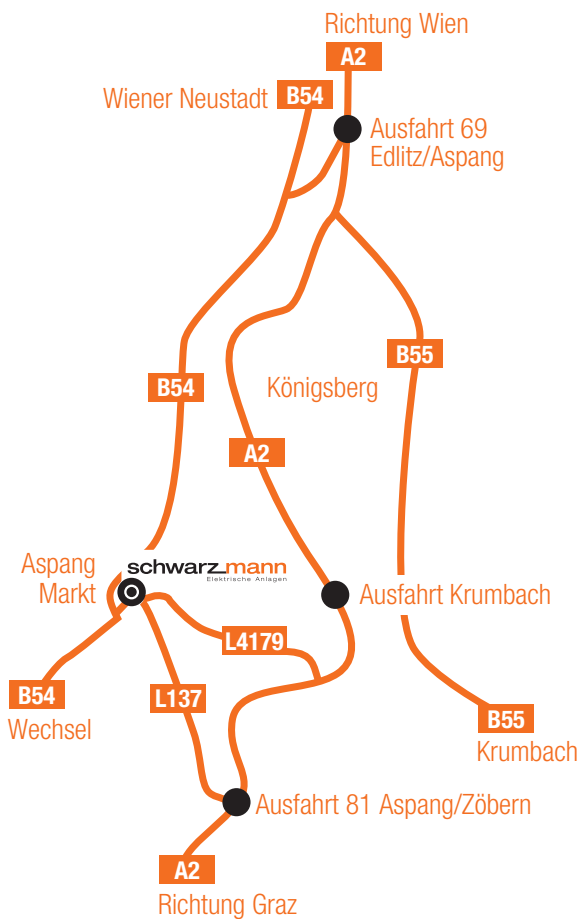 Richtung Wien
A2
Wiener Neustadt
B54
Ausfahrt 69
Edlitz/Aspang
B55
B54
Königsberg
A2
Aspang
Markt
schwarz_mann
Elektrische Anlagen
Ausfahrt Krumbach
L4179
B54
L137
Wechsel
B55
Krumbach
Ausfahrt 81 Aspang/Zöbern
A2
Richtung Graz